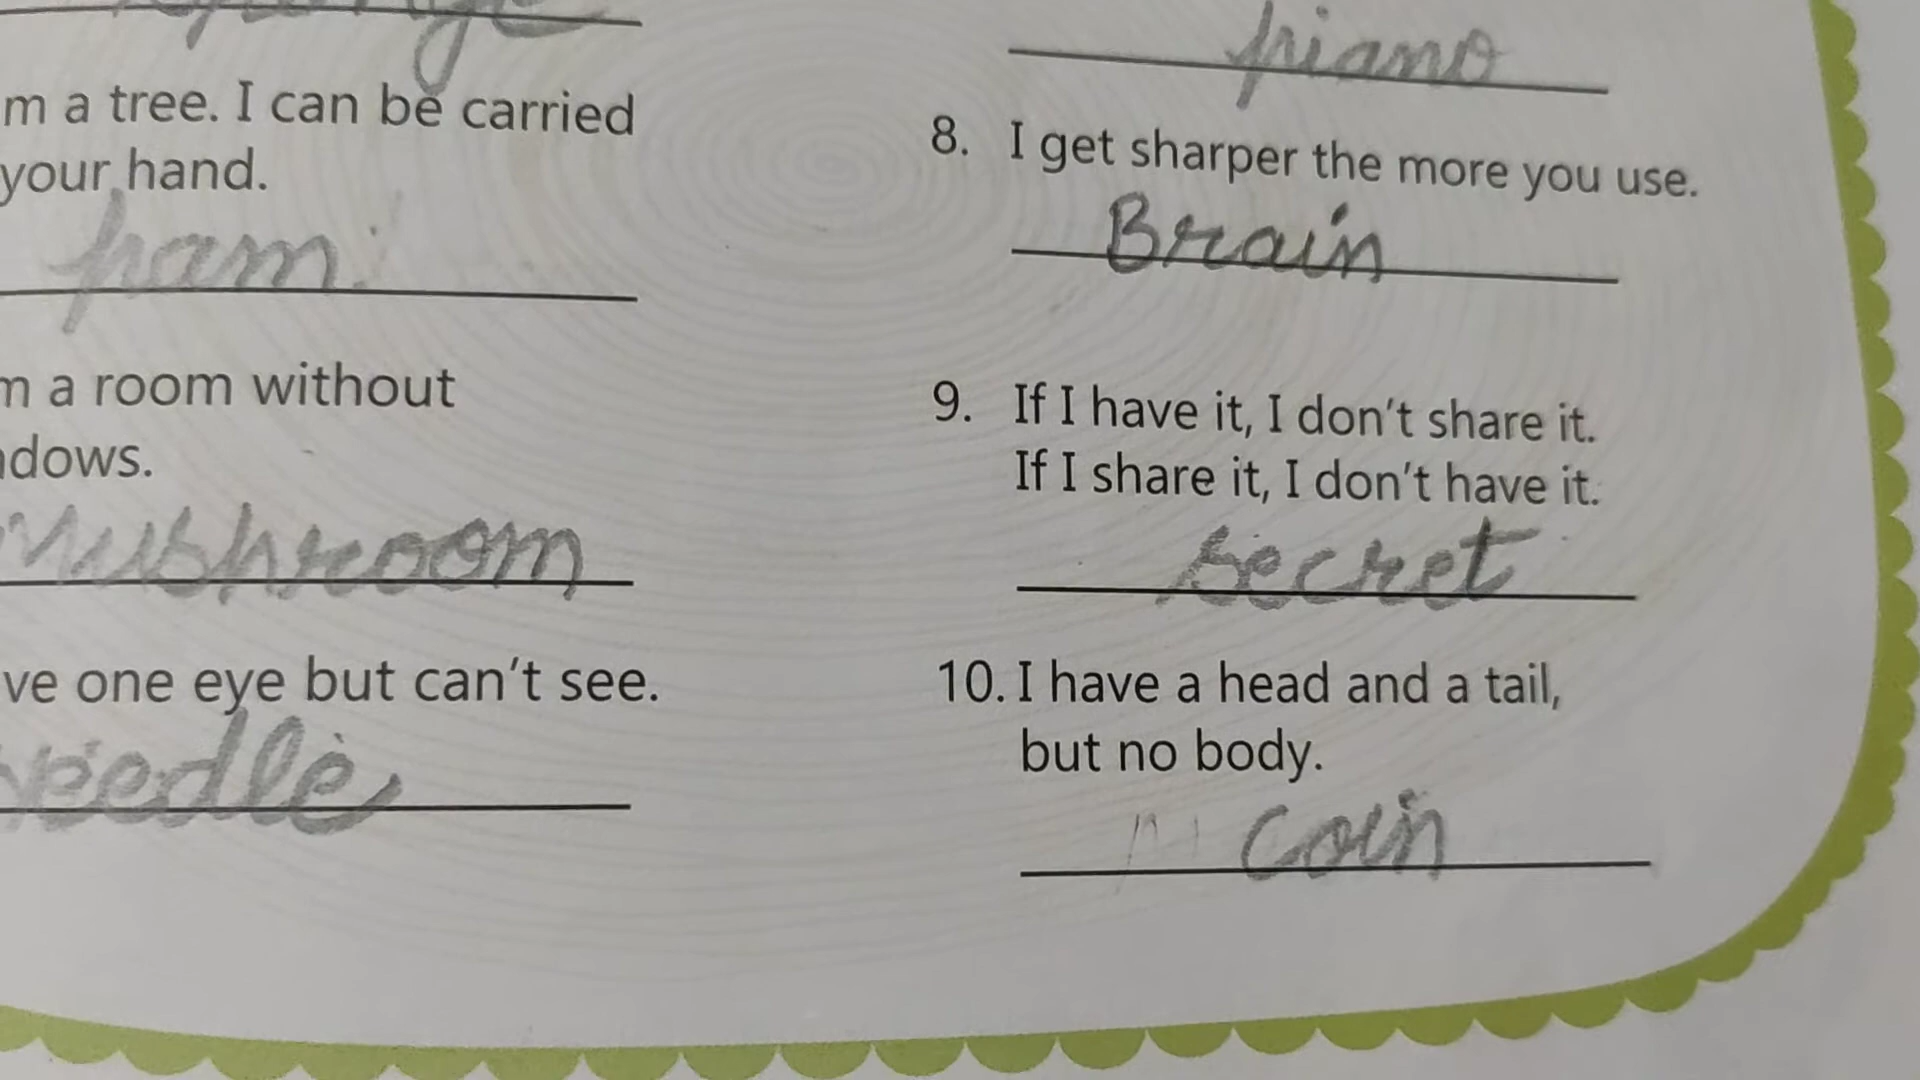 m a tree. I can be carried
your hand.
pam
m a room without
dows.
Mushroom
ve one eye but can't see.
Needle
piano
8. I get sharper the more you use.
Brain
9. If I have it, I don't share it.
If I share it, I don't have it.
secret
10. I have a head and a tail,
but no body.
Coin